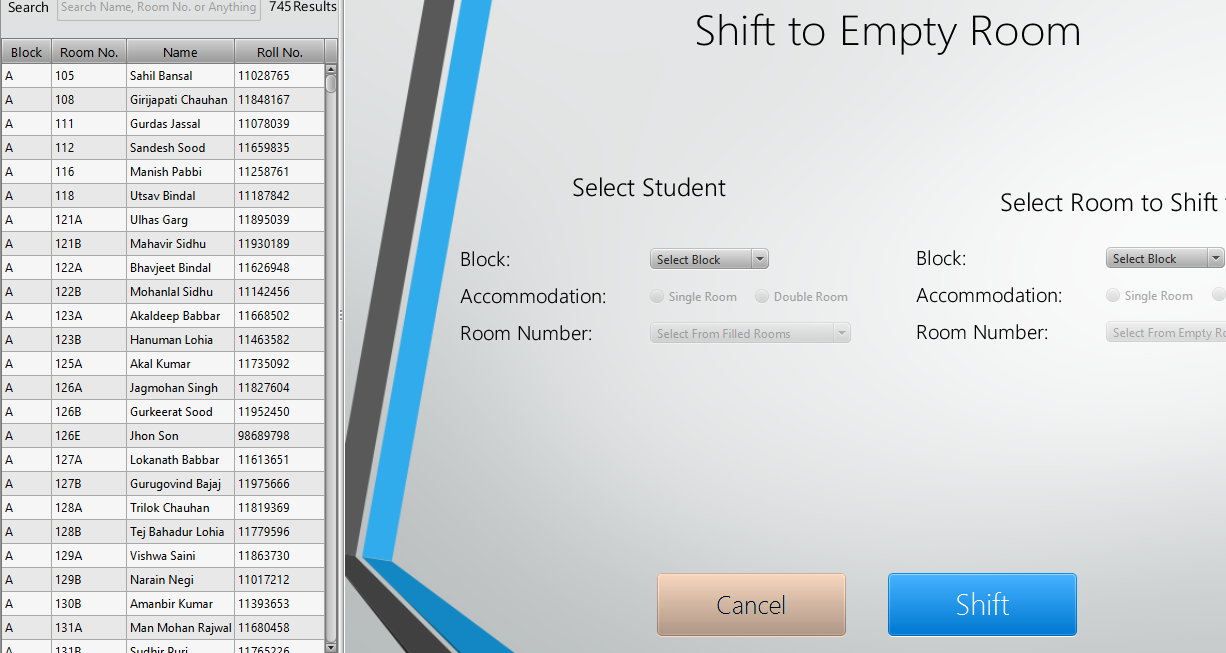 Search Search Name, Room No. or Anything 745 Results
Block Room No. Name Roll No.
A 105 Sahil Bansal 11028765
A 108 Girijapati Chauhan 11848167
A 111 Gurdas Jassal 11078039
A 112 Sandesh Sood 11659835
A 116 Manish Pabbi 11258761
A 118 Utsav Bindal 11187842
A 121A Ulhas Garg 11895039
A 121B Mahavir Sidhu 11930189
A 122A Bhavjeet Bindal 11626948
A 122B Mohanlal Sidhu 11142456
A 123A Akaldeep Babbar 11668502
A 123B Hanuman Lohia 11463582
A 125A Akal Kumar 11735092
A 126A Jagmohan Singh 11827604
A 126B Gurkeerat Sood 11952450
A 126E Jhon Son 98689798
A 127A Lokanath Babbar 11613651
A 127B Gurugovind Bajaj 11975666
A 128A Trilok Chauhan 11819369
A 128B Tej Bahadur Lohia 11779596
A 129A Vishwa Saini 11863730
A 129B Narain Negi 11017212
A 130B Amanbir Kumar 11393653
A 131A Man Mohan Rajwal 11680458
A 131B Sudhir Puri 11765226
Shift to Empty Room
Select Student
Block: Select Block
Accommodation: Single Room Double Room
Room Number: Select From Filled Rooms
Select Room to Shift
Block: Select Block
Accommodation: Single Room
Room Number: Select From Empty
Cancel Shift